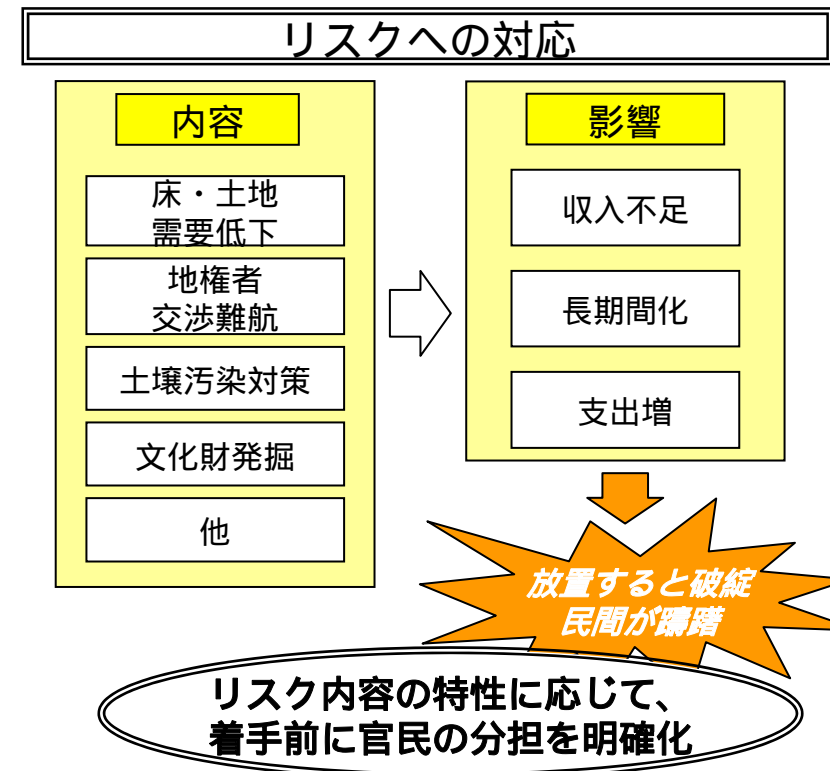 リスクへの対応
内容
床・土地
需要低下
地権者
交渉難航
土壌汚染対策
文化財発掘
他
影響
収入不足
長期間化
支出増
放置すると破綻
民間が躊躇
リスク内容の特性に応じて、
着手前に官民の分担を明確化